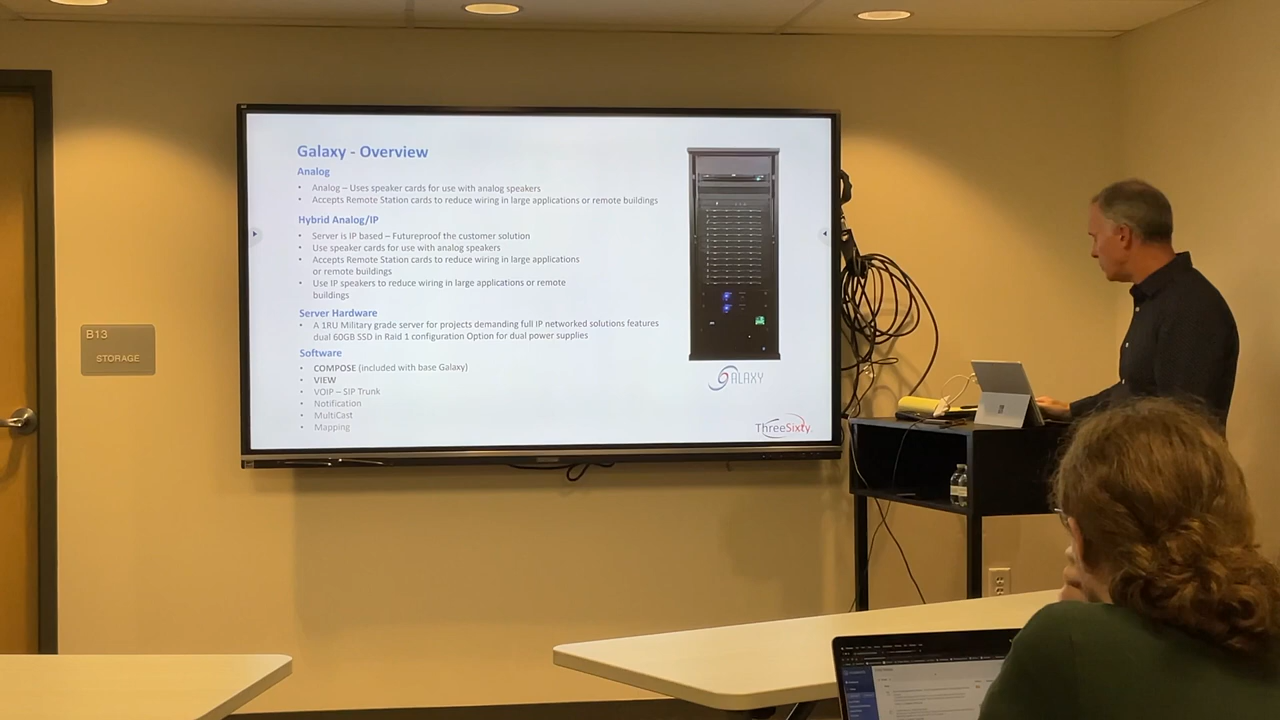 Galaxy - Overview
Analog
• Analog – Uses speaker cards for use with analog speakers
• Accepts Remote Station cards to reduce wiring in large applications or remote buildings
Hybrid Analog/IP
• Server is IP based – Futureproof the customer solution
• Use speaker cards for use with analog speakers
• Accepts Remote Station cards to reduce wiring in large applications
or remote buildings
• Use IP speakers to reduce wiring in large applications or remote
buildings
Server Hardware
• A 1RU Military grade server for projects demanding full IP networked solutions features
dual 60GB SSD in Raid 1 configuration Option for dual power supplies
Software
• COMPOSE (included with base Galaxy)
• VIEW
• VOIP – SIP Trunk
• Notification
• MultiCast
• Mapping
GALAXY
ThreeSixty
B13
STORAGE